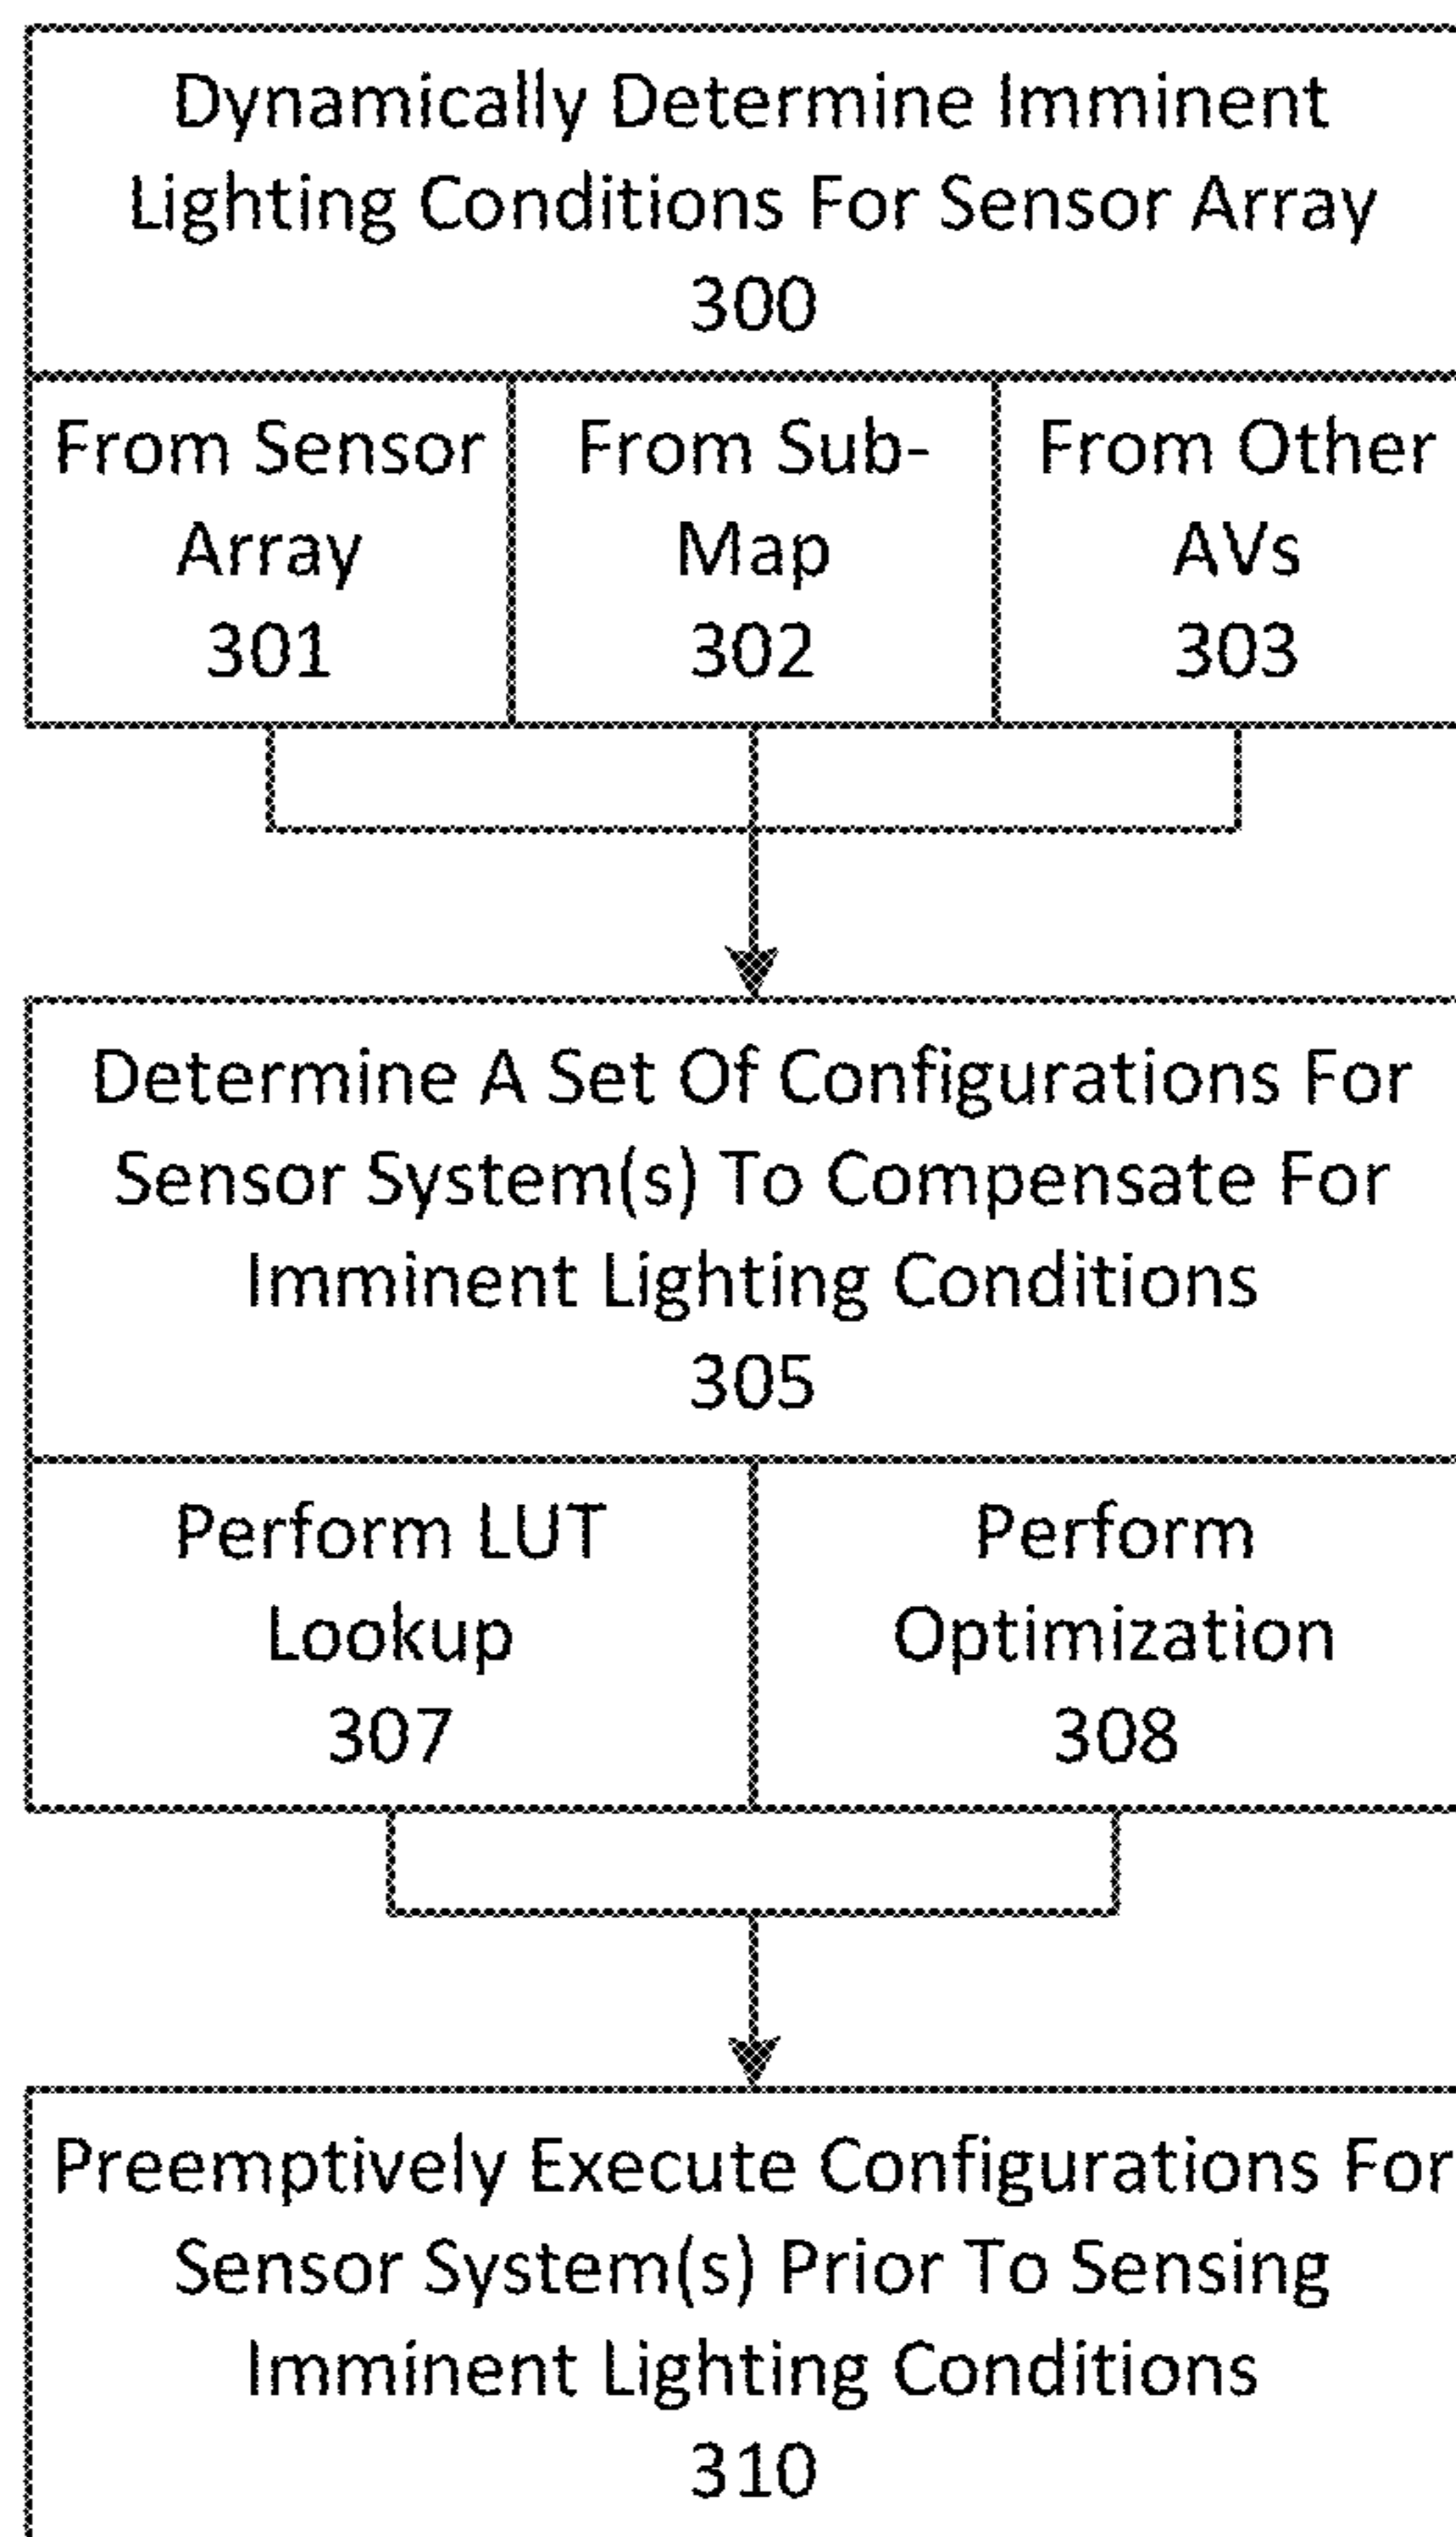 Dynamically Determine Imminent
Lighting Conditions For Sensor Array
300
From Sensor
Array
301
From Sub-
Map
302
From Other
AVs
303
Determine A Set Of Configurations For
Sensor System(s) To Compensate For
Imminent Lighting Conditions
305
Perform LUT
Lookup
307
Perform
Optimization
308
Preemptively Execute Configurations For
Sensor System(s) Prior To Sensing
Imminent Lighting Conditions
310